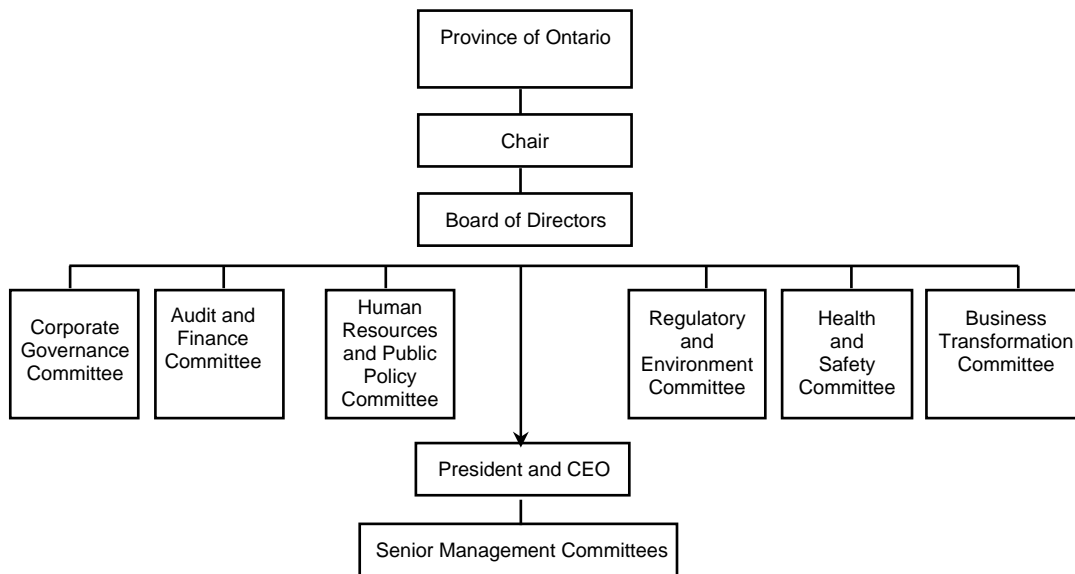 Province of Ontario
Chair
Board of Directors
Corporate
Governance
Committee
Audit and
Finance
Committee
Human
Resources
and Public
Policy
Committee
Regulatory
and
Environment
Committee
Health
and
Safety
Committee
Business
Transformation
Committee
President and CEO
Senior Management Committees